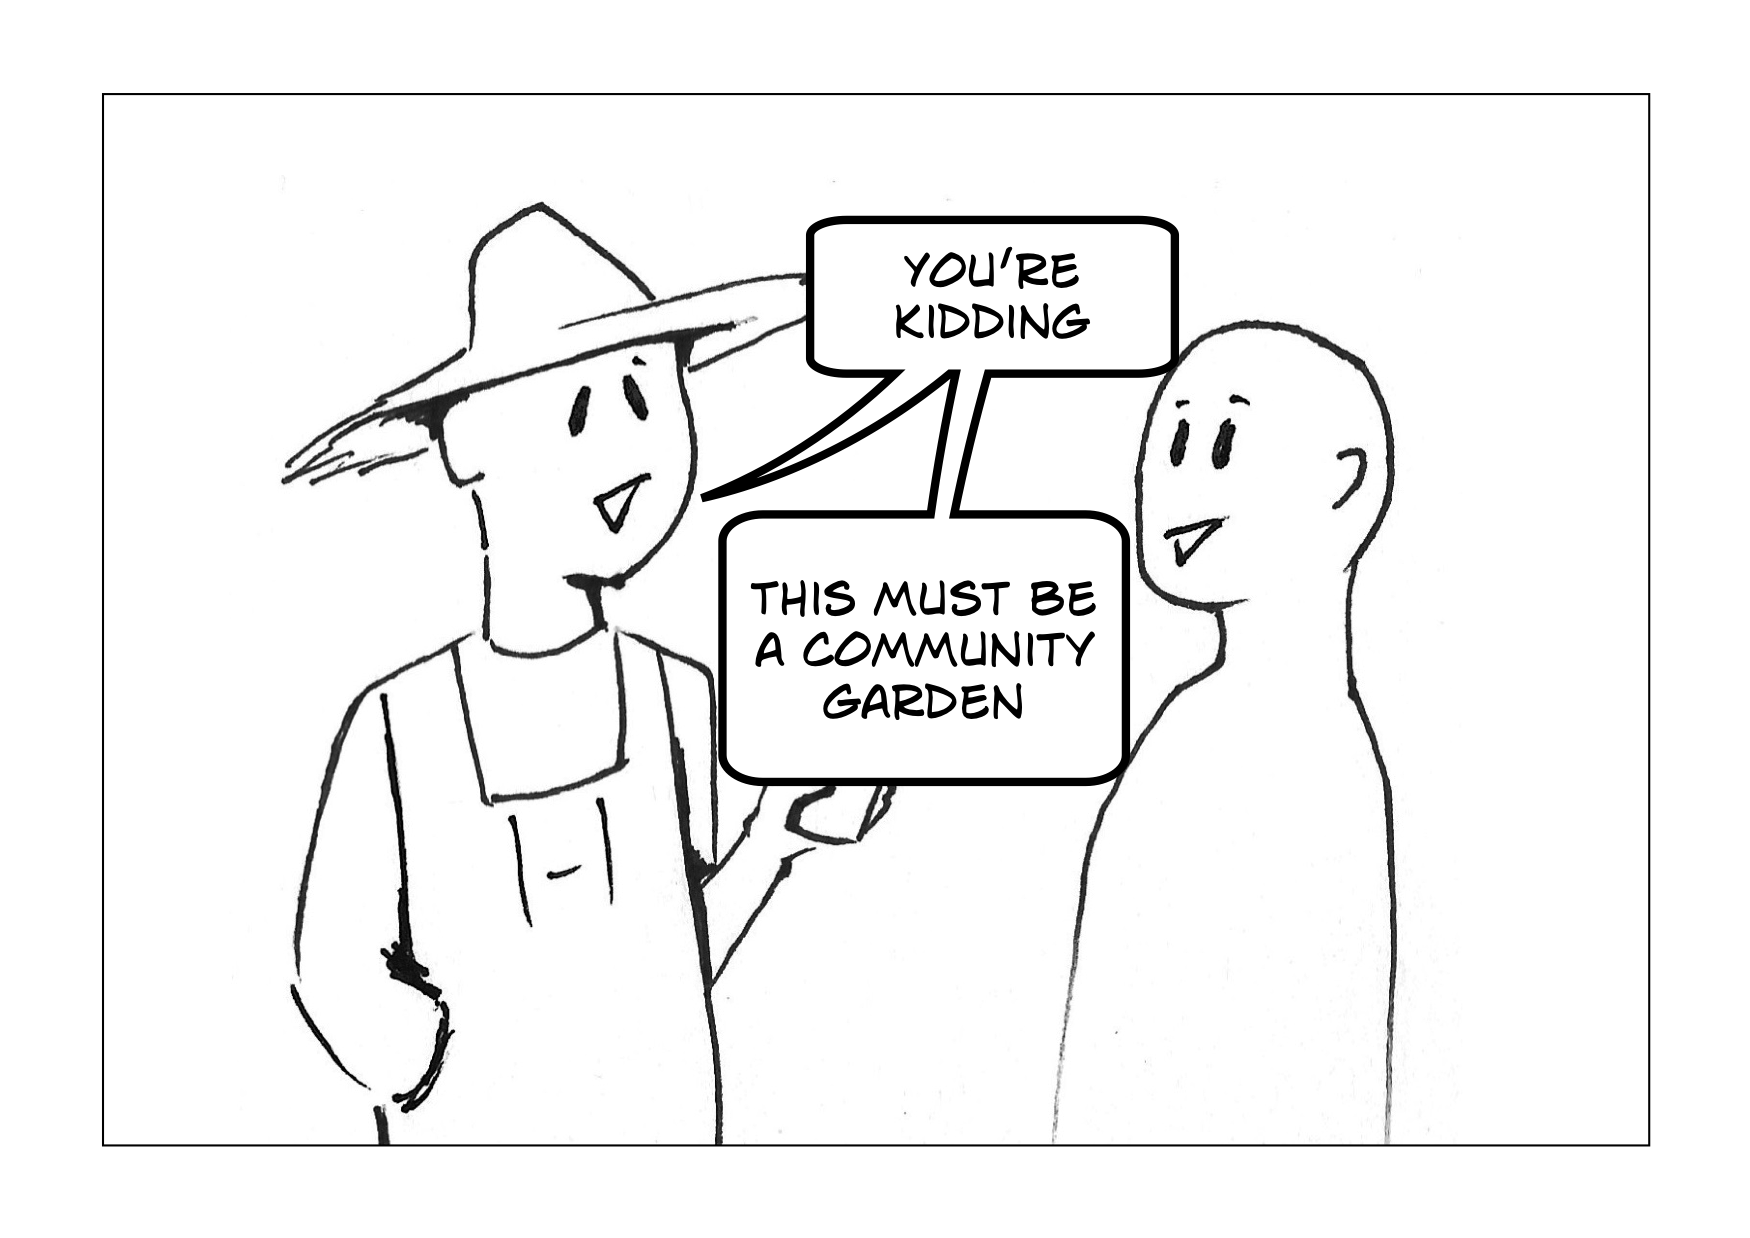 YOU'RE
KIDDING
THIS MUST BE
A COMMUNITY
GARDEN